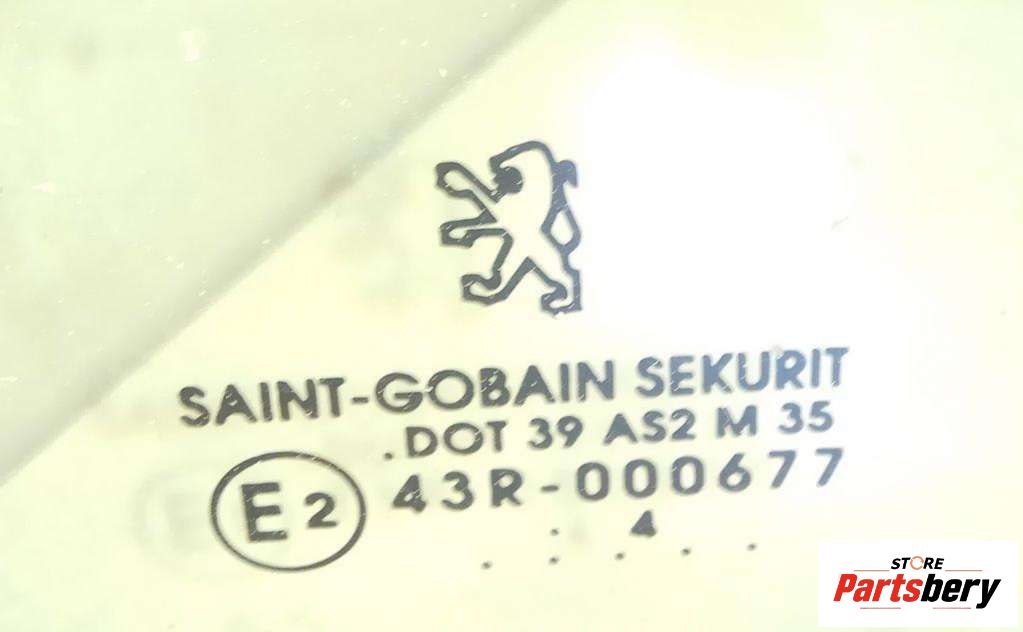 SAINT-GOBAIN SEKURIT
.DOT 39 AS2 M 35
E2 43R-000677
4
STORE
Partsbery